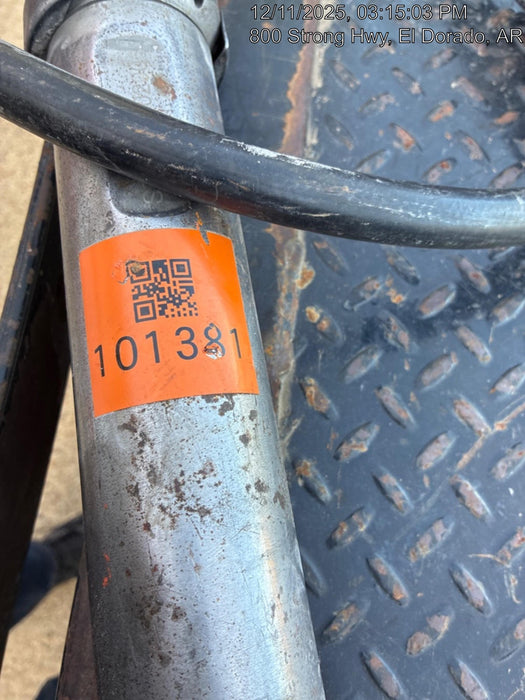 12/11/2025, 03:15:03 PM
800 Strong Hwy, El Dorado, AR
101381